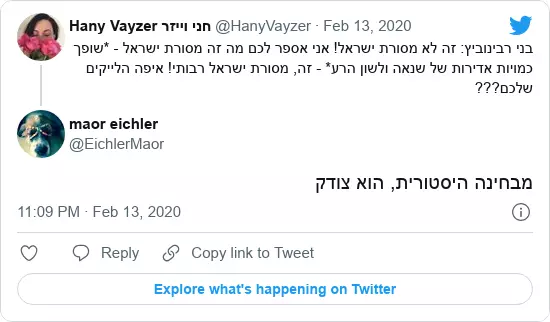 Hany Vayzer חני וייזר @HanyVayzer · Feb 13, 2020
בני רבינוביץ: זה לא מסורת ישראל! אני אספר לכם מה זה מסורת ישראל - *שופך
כמויות אדירות של שנאה ולשון הרע* - זה, מסורת ישראל רבותי! איפה הלייקים
שלכם???
maor eichler
@EichlerMaor
מבחינה היסטורית, הוא צודק
11:09 PM · Feb 13, 2020
Reply Copy link to Tweet
Explore what's happening on Twitter